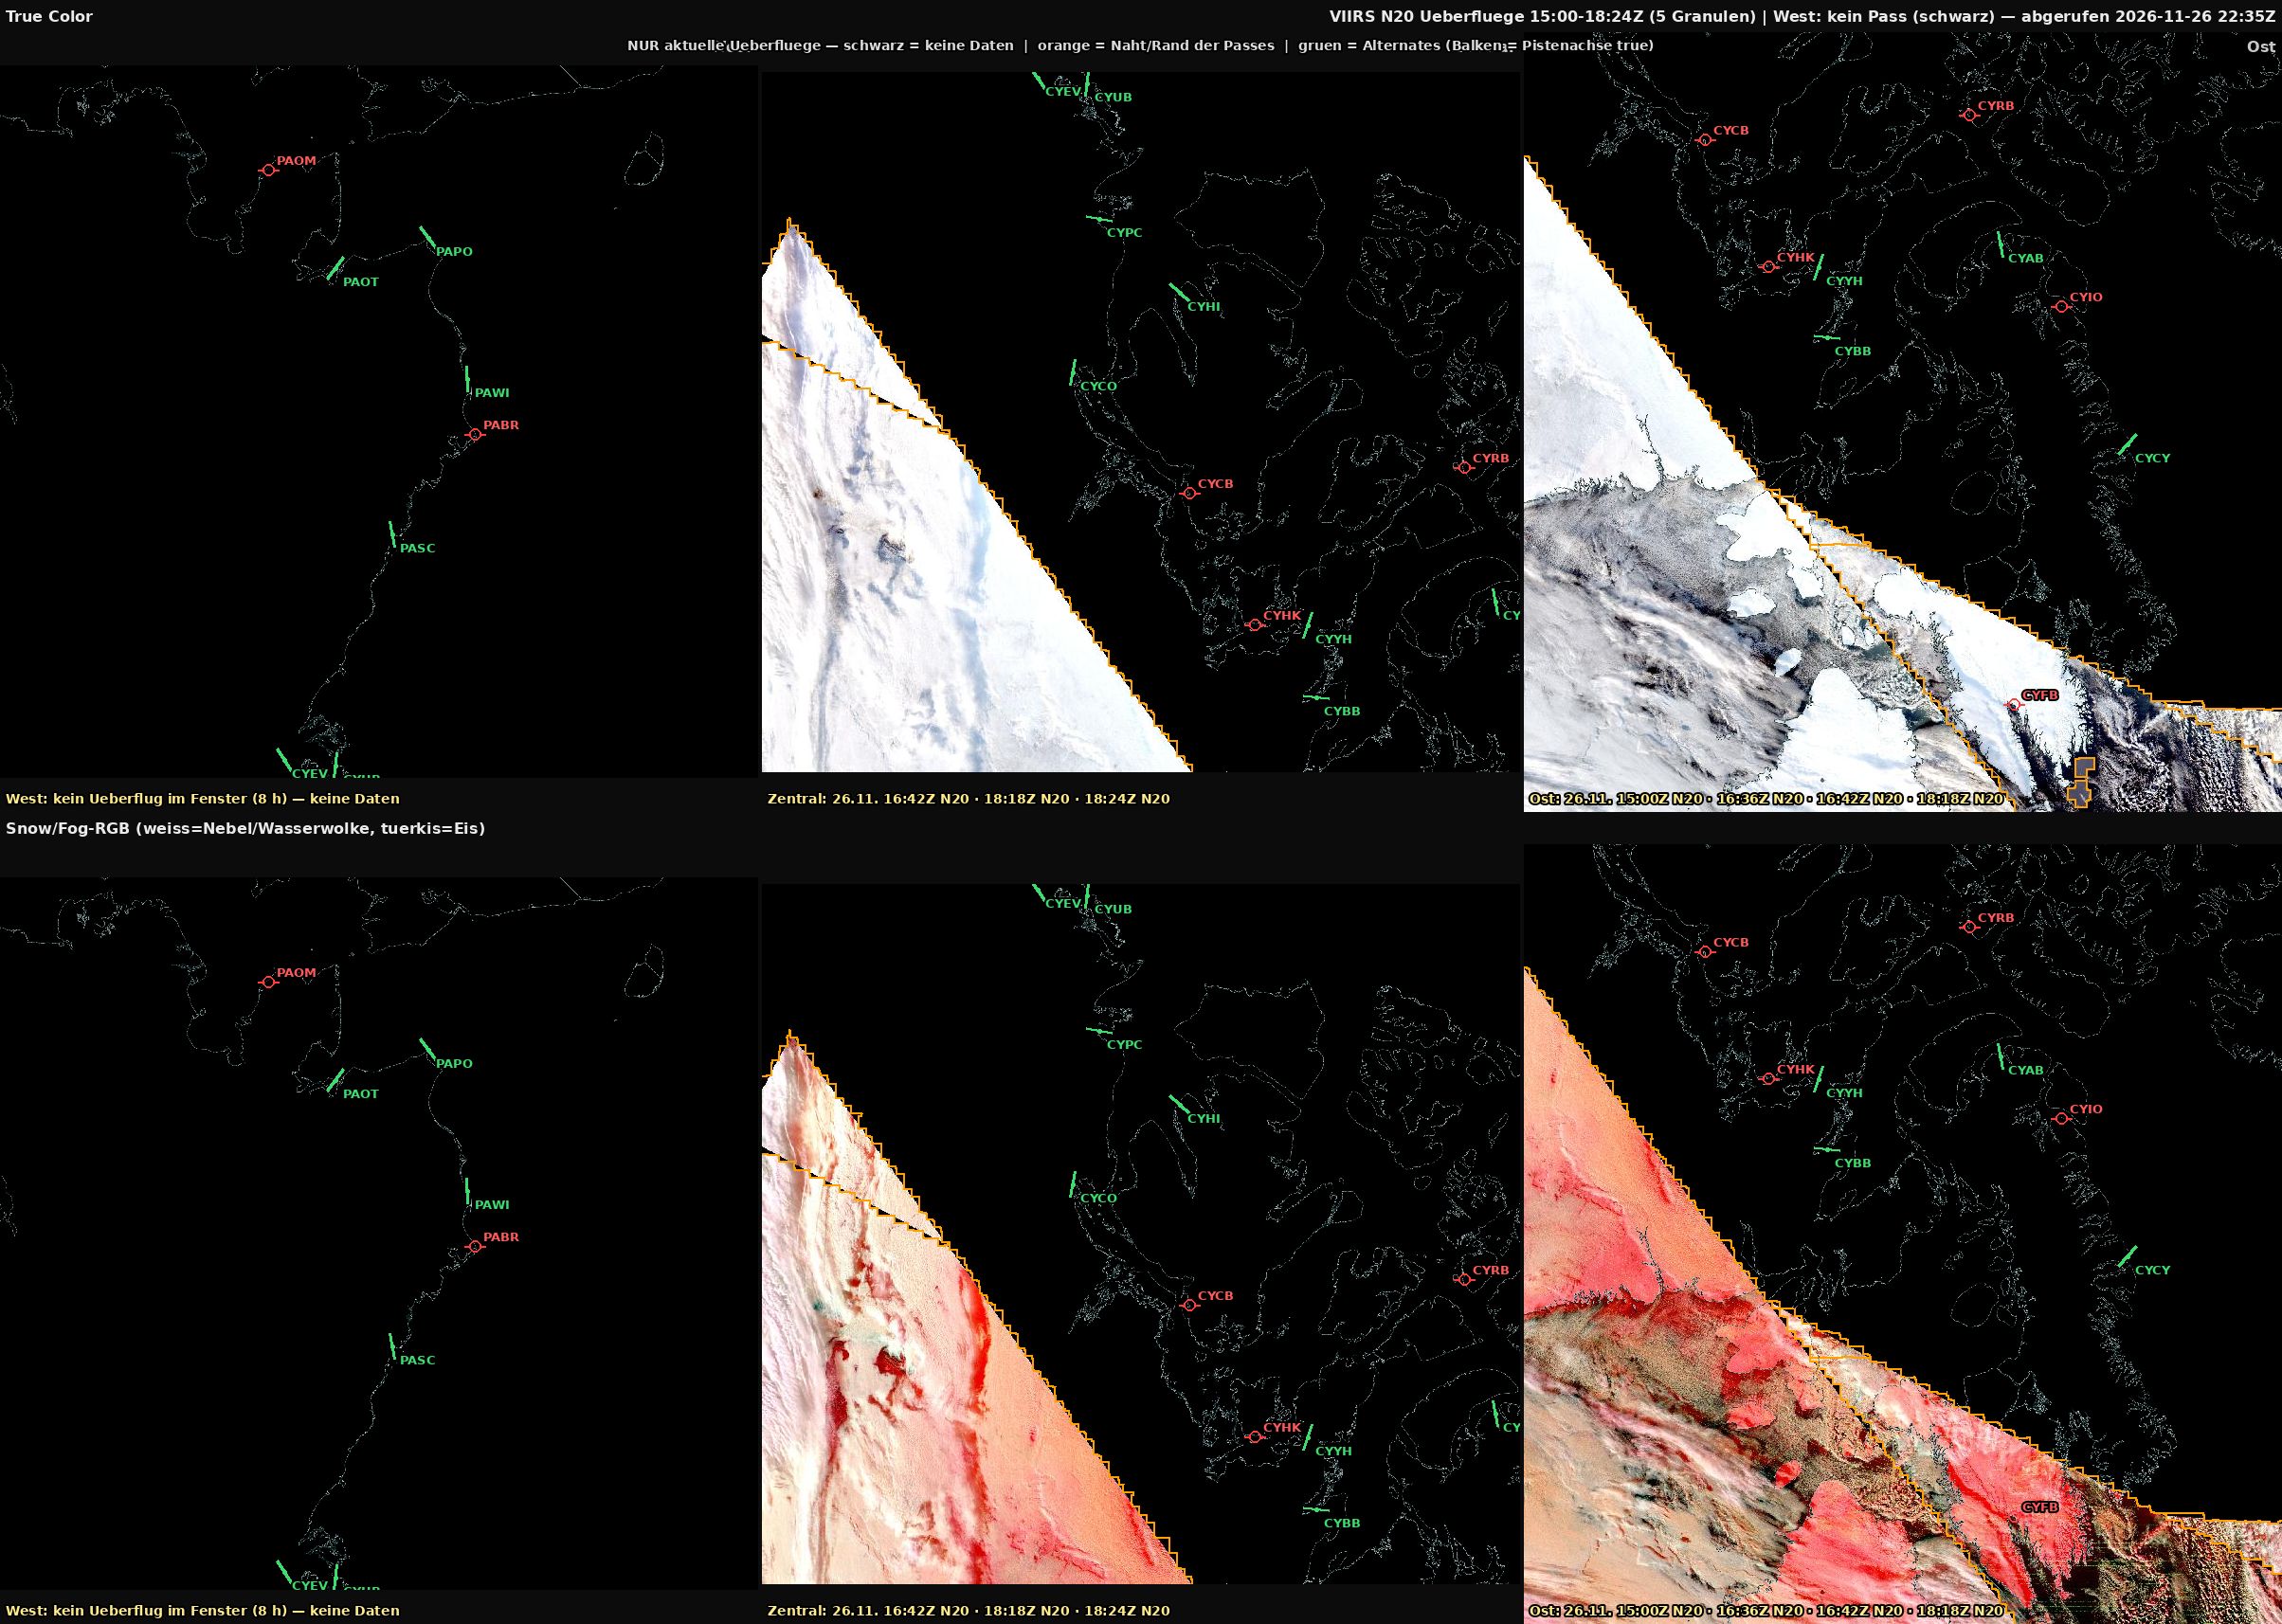 True Color
VIIRS N20 Ueberfluege 15:00-18:24Z (5 Granulen) | West: kein Pass (schwarz) — abgerufen 2026-11-26 22:35Z
NUR aktuelle Ueberfluege — schwarz = keine Daten | orange = Naht/Rand der Passes | gruen = Alternates (Balken = Pistenachse true)
Ost
PAOM
PAPO
PAOT
PAWI
PABR
PASC
CYEV
CYUB
West: kein Ueberflug im Fenster (8 h) — keine Daten
CYEV
CYUB
CYPC
CYHI
CYCO
CYRB
CYCB
CYHK
CYYH
CY
CYBB
Zentral: 26.11. 16:42Z N20 · 18:18Z N20 · 18:24Z N20
CYRB
CYCB
CYHK
CYAB
CYYH
CYIO
CYBB
CYCY
CYFB
Ost: 26.11. 15:00Z N20 · 16:36Z N20 · 16:42Z N20 · 18:18Z N20
Snow/Fog-RGB (weiss=Nebel/Wasserwolke, tuerkis=Eis)
PAOM
PAPO
PAOT
PAWI
PABR
PASC
CYEV
CYUB
West: kein Ueberflug im Fenster (8 h) — keine Daten
CYEV
CYUB
CYPC
CYHI
CYCO
CYRB
CYCB
CYHK
CYYH
CY
CYBB
Zentral: 26.11. 16:42Z N20 · 18:18Z N20 · 18:24Z N20
CYRB
CYCB
CYHK
CYAB
CYYH
CYIO
CYBB
CYCY
CYFB
Ost: 26.11. 15:00Z N20 · 16:36Z N20 · 16:42Z N20 · 18:18Z N20